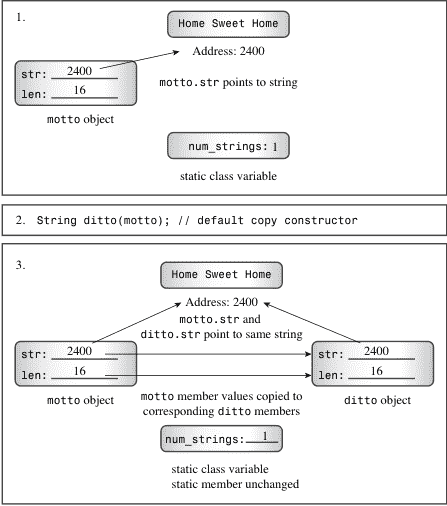 1.
Home Sweet Home
Address: 2400
str: 2400
motto.str points to string
len: 16
motto object
num_strings: 1
static class variable
2. String ditto(motto); // default copy constructor
3.
Home Sweet Home
Address: 2400
motto.str and
ditto.str point to same string
str: 2400
str: 2400
len: 16
len: 16
motto object
motto member values copied to
corresponding ditto members
ditto object
num_strings: 1
static class variable
static member unchanged